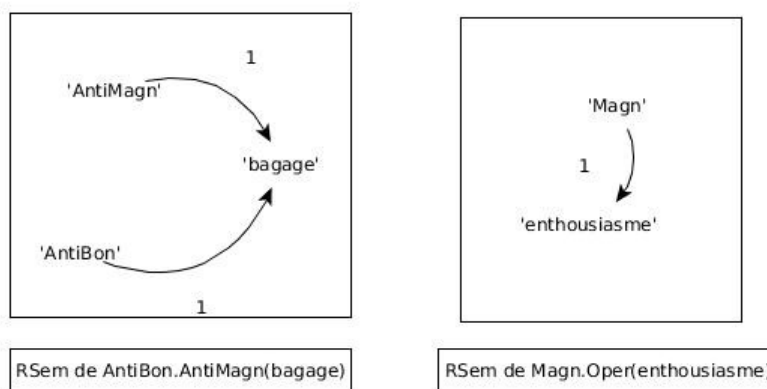 1
'AntiMagn'
'bagage'
'AntiBon'
1
RSem de AntiBon.AntiMagn(bagage)
'Magn'
1
'enthousiasme'
RSem de Magn.Oper(enthousiasme)